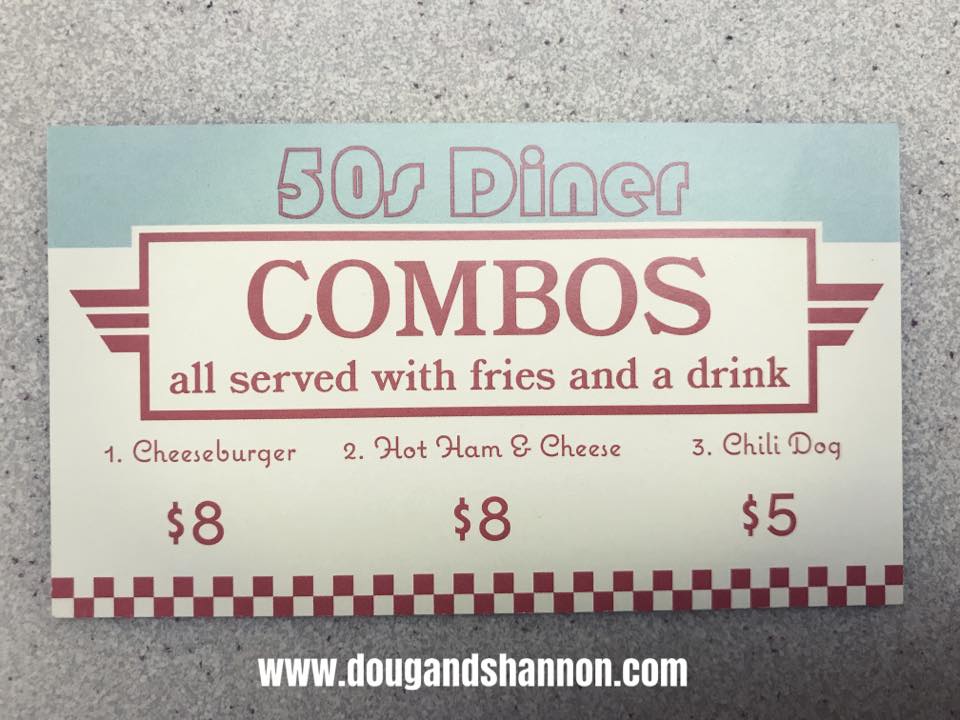 50s Diner
COMBOS
all served with fries and a drink
1. Cheeseburger 2. Hot Ham & Cheese 3. Chili Dog
$8 $8 $5
www.dougandshannon.com